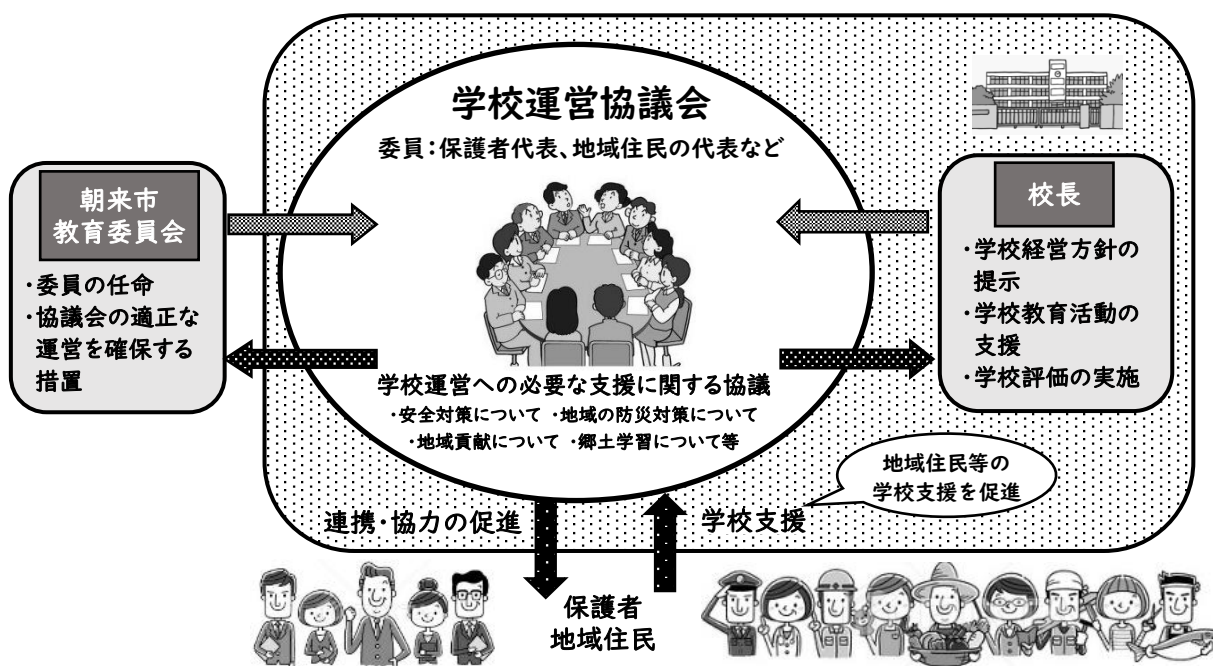 学校運営協議会
委員：保護者代表、地域住民の代表など
朝来市
教育委員会
・委員の任命
・協議会の適正な
運営を確保する
措置
校長
・学校経営方針の
提示
・学校教育活動の
支援
・学校評価の実施
学校運営への必要な支援に関する協議
・安全対策について ・地域の防災対策について
・地域貢献について ・郷土学習について等
地域住民等の
学校支援を促進
連携・協力の促進
学校支援
保護者
地域住民